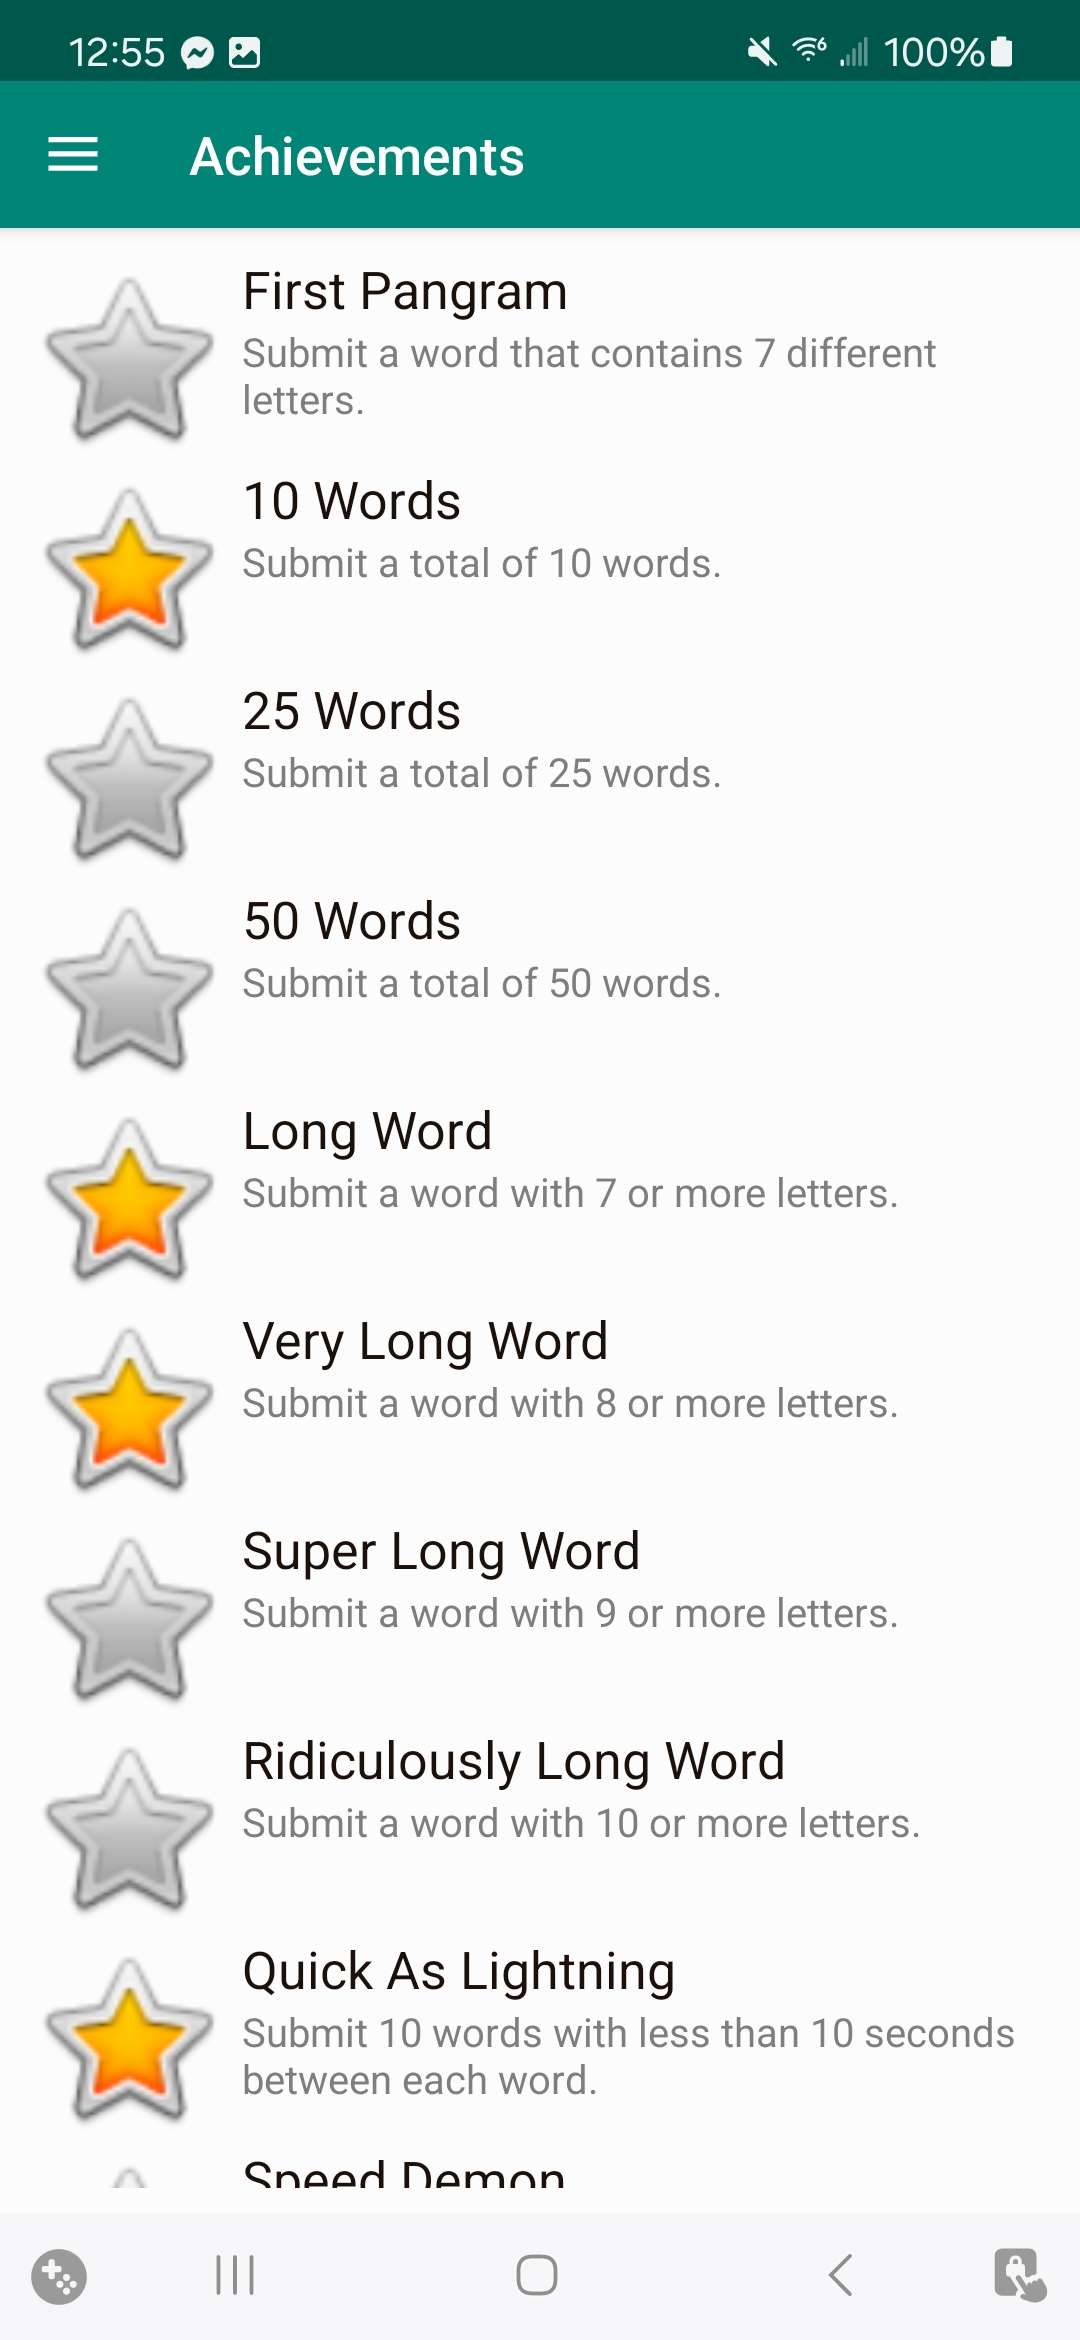 12:55
6
100%
Achievements
First Pangram
Submit a word that contains 7 different
letters.
10 Words
Submit a total of 10 words.
25 Words
Submit a total of 25 words.
50 Words
Submit a total of 50 words.
Long Word
Submit a word with 7 or more letters.
Very Long Word
Submit a word with 8 or more letters.
Super Long Word
Submit a word with 9 or more letters.
Ridiculously Long Word
Submit a word with 10 or more letters.
Quick As Lightning
Submit 10 words with less than 10 seconds
between each word.
Speed Demon